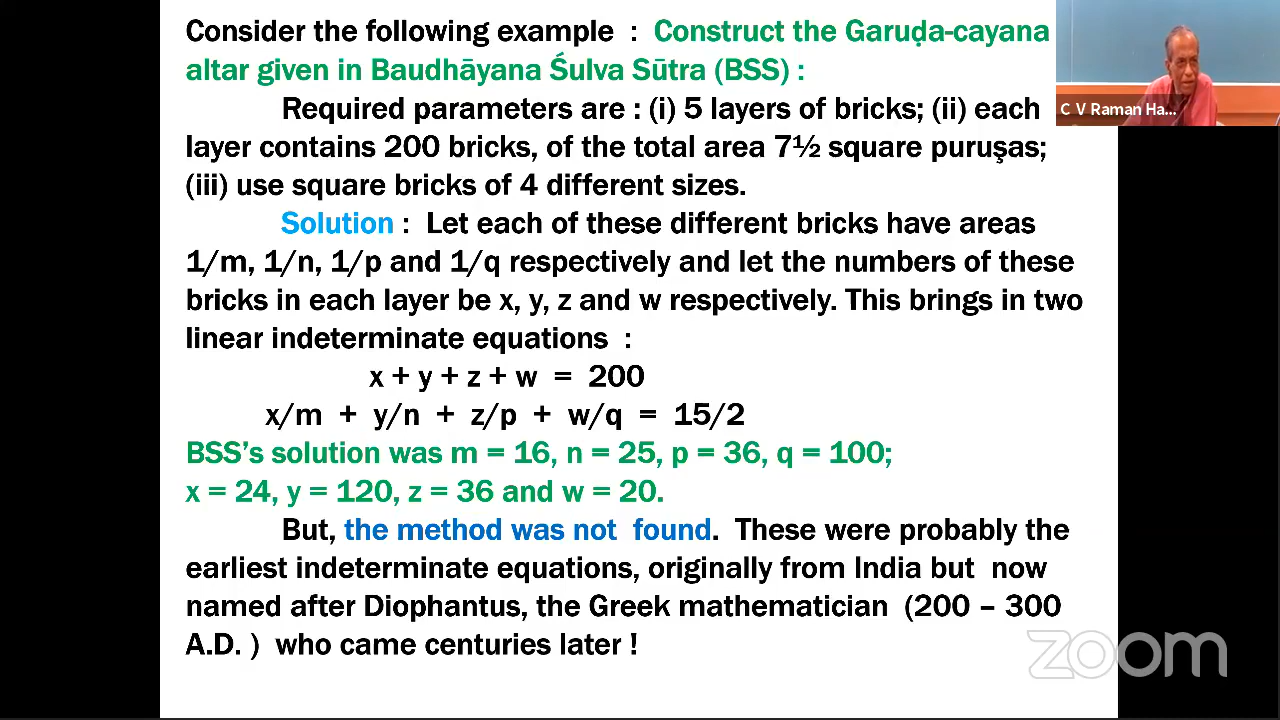 Consider the following example : Construct the Garuḍa-cayana
altar given in Baudhāyana Śulva Sūtra (BSS) :
Required parameters are : (i) 5 layers of bricks; (ii) each
layer contains 200 bricks, of the total area 7½ square puruşas;
(iii) use square bricks of 4 different sizes.
Solution : Let each of these different bricks have areas
1/m, 1/n, 1/p and 1/q respectively and let the numbers of these
bricks in each layer be x, y, z and w respectively. This brings in two
linear indeterminate equations :
x + y + z + w = 200
x/m + y/n + z/p + w/q = 15/2
BSS’s solution was m = 16, n = 25, p = 36, q = 100;
x = 24, y = 120, z = 36 and w = 20.
But, the method was not found. These were probably the
earliest indeterminate equations, originally from India but now
named after Diophantus, the Greek mathematician (200 – 300
A.D. ) who came centuries later !
C V Raman Ha...
zoom